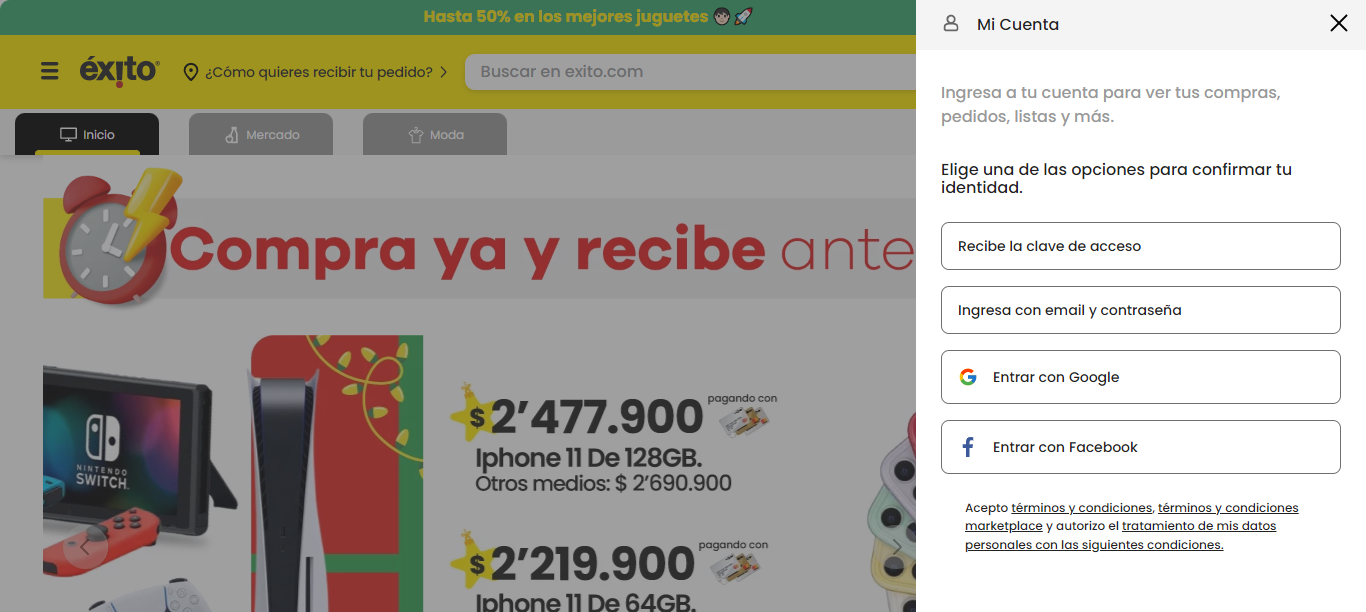 Hasta 50% en los mejores juguetes
éxito
¿Cómo quieres recibir tu pedido?
Buscar en exito.com
Inicio
Mercado
Moda
Compra ya y recibe ante
NINTENDO
SWITCH
$ 2’477.900
pagando con
Iphone 11 De 128GB.
Otros medios: $ 2’690.900
$ 2’219.900
pagando con
Iphone 11 De 64GB.
Mi Cuenta
Ingresa a tu cuenta para ver tus compras,
pedidos, listas y más.
Elige una de las opciones para confirmar tu
identidad.
Recibe la clave de acceso
Ingresa con email y contraseña
Entrar con Google
Entrar con Facebook
Acepto términos y condiciones, términos y condiciones
marketplace y autorizo el tratamiento de mis datos
personales con las siguientes condiciones.